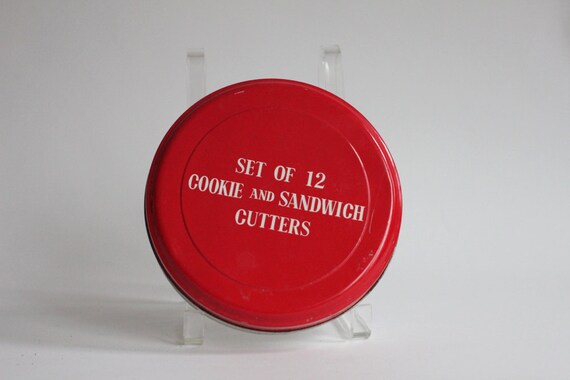 SET OF 12
COOKIE AND SANDWICH
CUTTERS